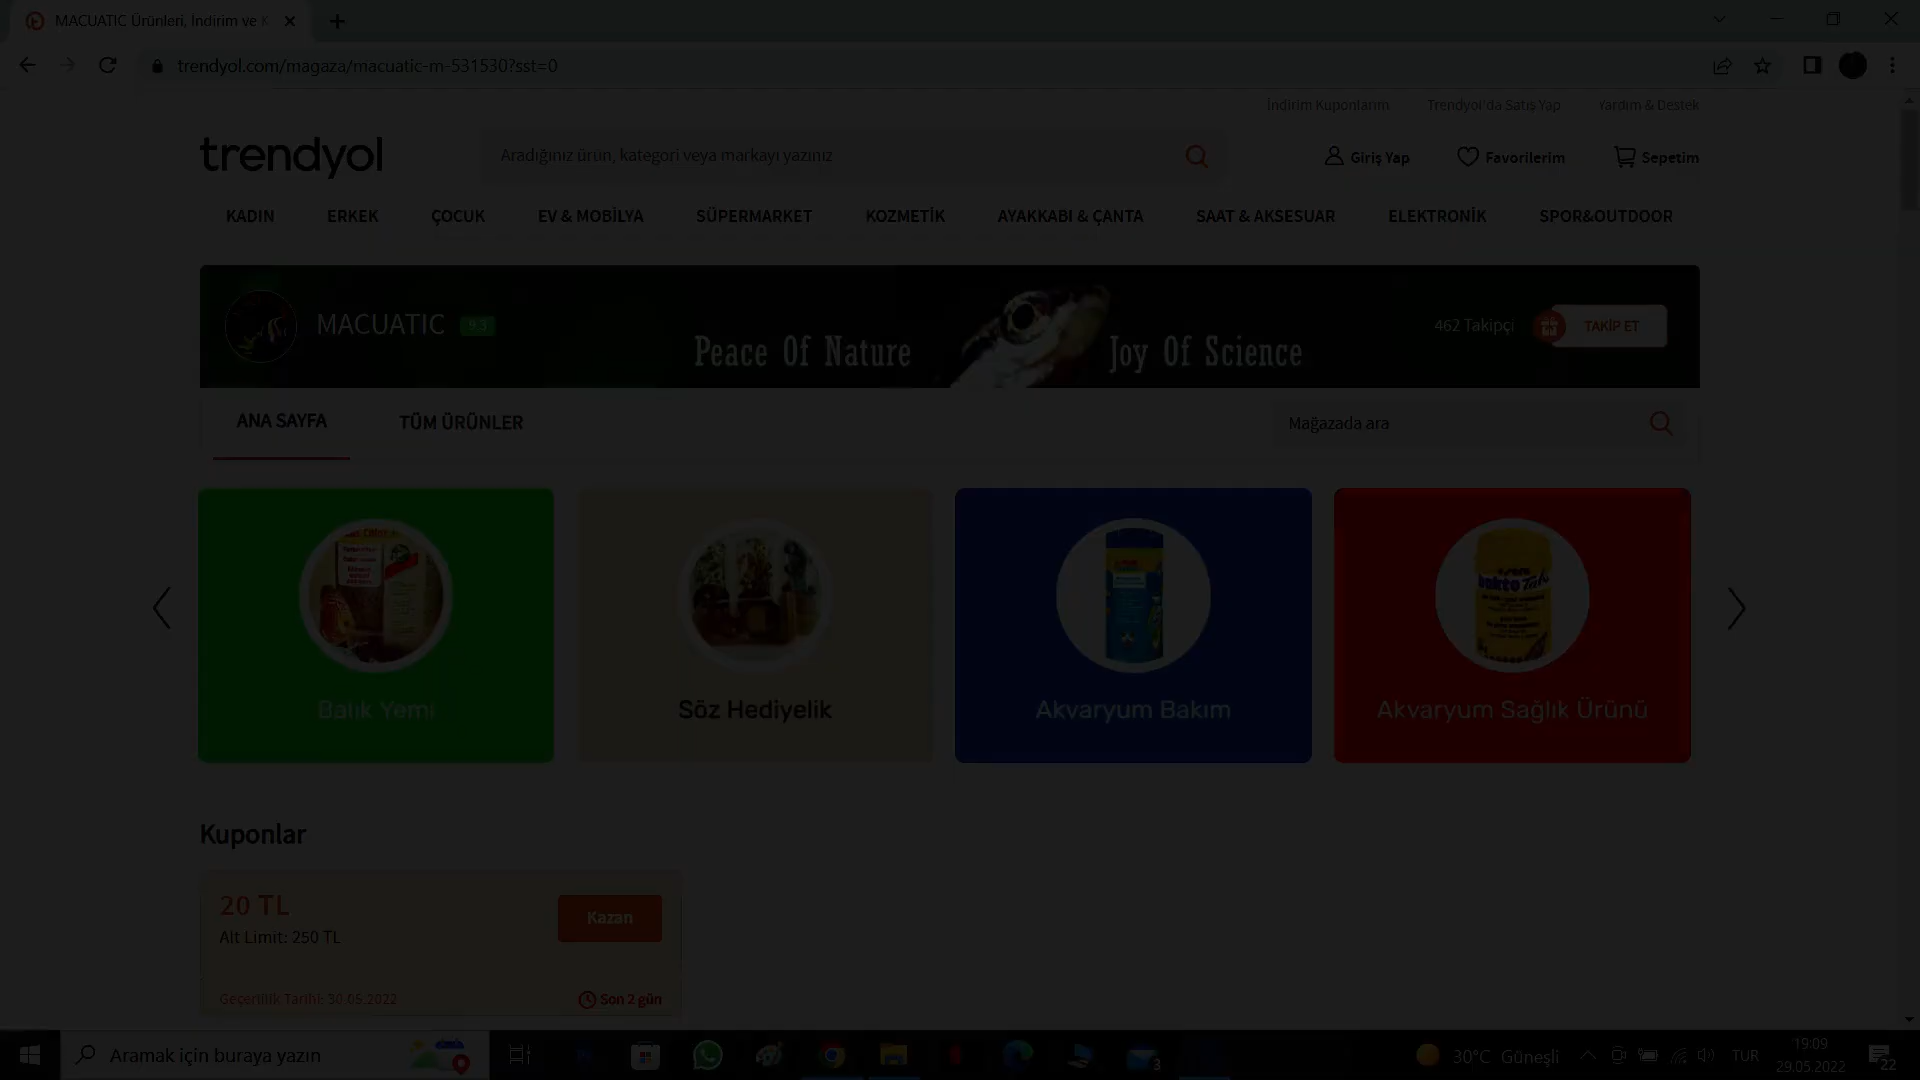 MACUATIC Ürünleri, İndirim ve K
trendyol.com/magaza/macuatic-m-531530?sst=0
İndirim Kuponlarım Trendyol'da Satış Yap Yardım & Destek
trendyol Aradığınız ürün, kategori veya markayı yazınız Giriş Yap Favorilerim Sepetim
KADIN ERKEK ÇOCUK EV & MOBİLYA SÜPERMARKET KOZMETİK AYAKKABI & ÇANTA SAAT & AKSESUAR ELEKTRONİK SPOR&OUTDOOR
MACUATIC 9.3 462 Takipçi TAKİP ET
Peace Of Nature Joy Of Science
ANA SAYFA TÜM ÜRÜNLER Mağazada ara
Balık Yemi Söz Hediyelik Akvaryum Bakım Akvaryum Sağlık Ürünü
Kuponlar
20 TL
Kazan
Alt Limit: 250 TL
Geçerlilik Tarihi: 30.05.2022 Son 2 gün
Aramak için buraya yazın 3 30°C Güneşli TUR 19:09
29.05.2022 22